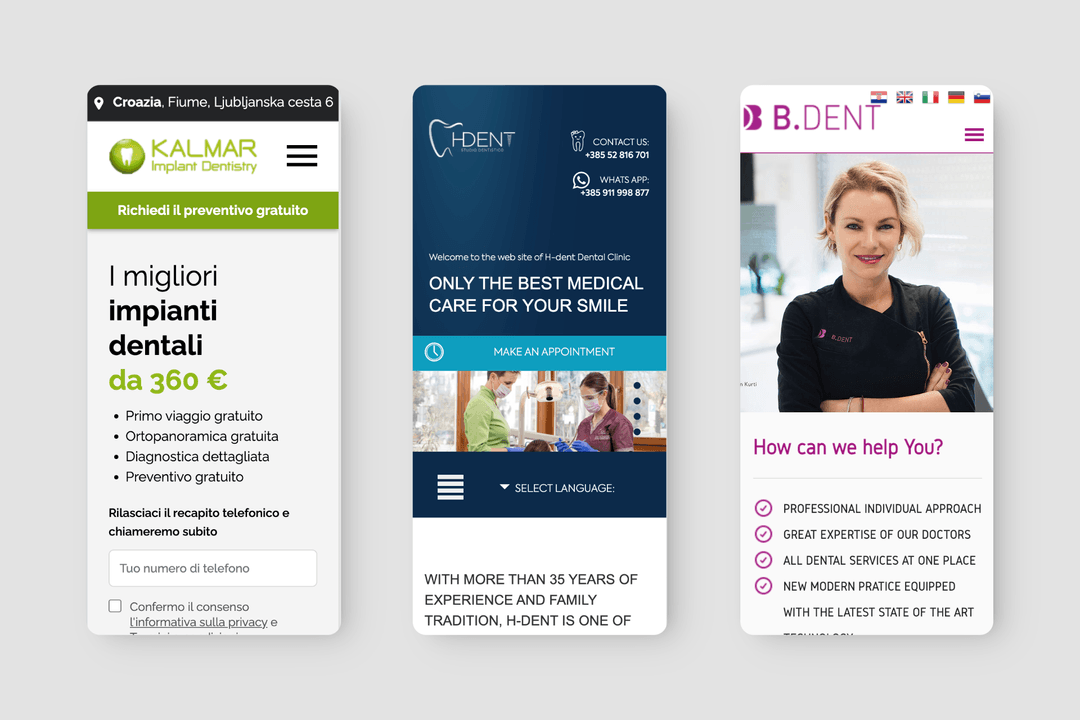 Croazia, Fiume, Ljubljanska cesta 6
KALMAR
Implant Dentistry
Richiedi il preventivo gratuito
I migliori
impianti
dentali
da 360 €
Primo viaggio gratuito
Ortopanoramica gratuita
Diagnostica dettagliata
Preventivo gratuito
Rilasciaci il recapito telefonico e
chiameremo subito
Tuo numero di telefono
Confermo il consenso
l'informativa sulla privacy e
HDENT
STUDIO DENTISTICO
CONTACT US:
+385 52 816 701
WHATS APP:
+385 911 998 877
Welcome to the web site of H-dent Dental Clinic
ONLY THE BEST MEDICAL
CARE FOR YOUR SMILE
MAKE AN APPOINTMENT
SELECT LANGUAGE:
WITH MORE THAN 35 YEARS OF
EXPERIENCE AND FAMILY
TRADITION, H-DENT IS ONE OF
B.DENT
B.DENT
Kurti
How can we help You?
PROFESSIONAL INDIVIDUAL APPROACH
GREAT EXPERTISE OF OUR DOCTORS
ALL DENTAL SERVICES AT ONE PLACE
NEW MODERN PRATICE EQUIPPED
WITH THE LATEST STATE OF THE ART
TECHNOLOGY